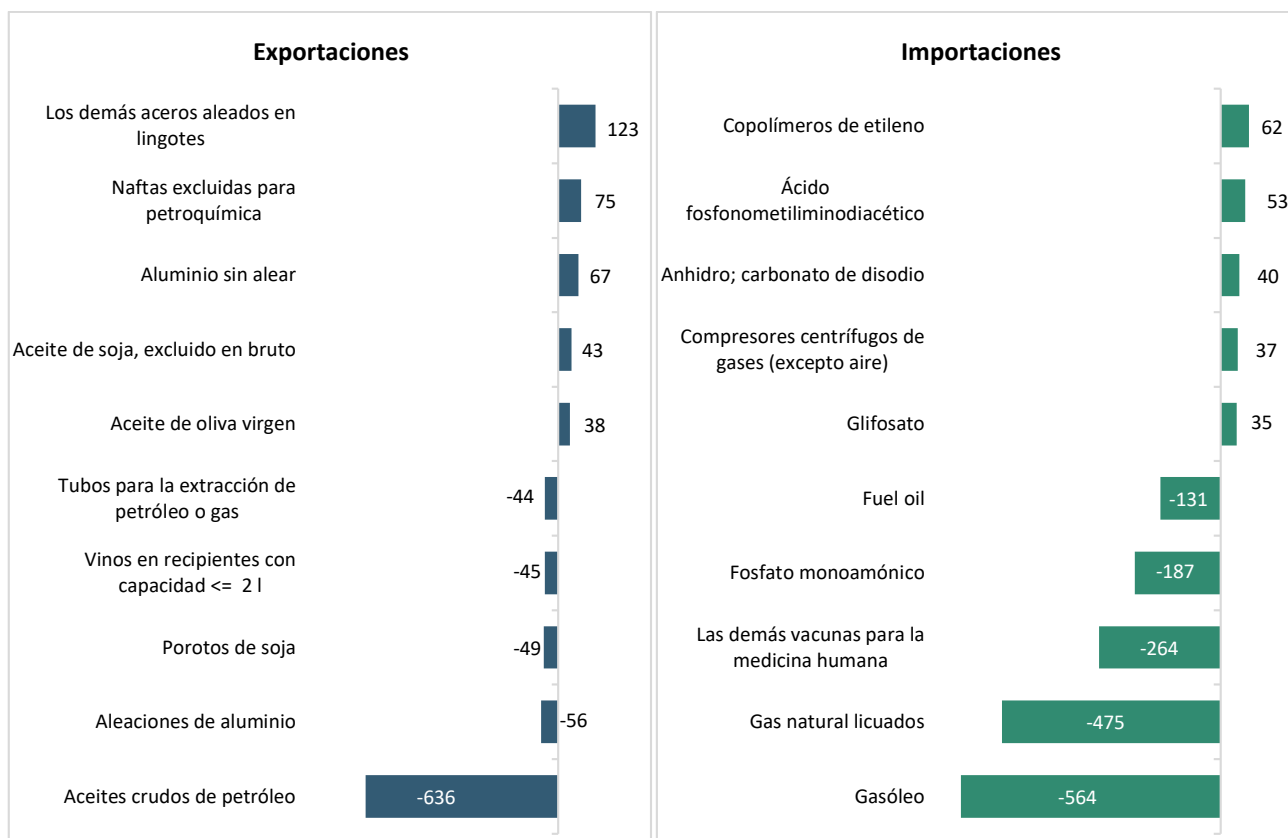 Exportaciones
Los demás aceros aleados en
lingotes
123
Naftas excluidas para
petroquímica
75
Aluminio sin alear
67
Aceite de soja, excluido en bruto
43
Aceite de oliva virgen
38
Tubos para la extracción de
petróleo o gas
-44
Vinos en recipientes con
capacidad <= 2 l
-45
Porotos de soja
-49
Aleaciones de aluminio
-56
Aceites crudos de petróleo
-636
Importaciones
Copolímeros de etileno
62
Ácido
fosfonometiliminodiacético
53
Anhidro; carbonato de disodio
40
Compresores centrífugos de
gases (excepto aire)
37
Glifosato
35
Fuel oil
-131
Fosfato monoamónico
-187
Las demás vacunas para la
medicina humana
-264
Gas natural licuados
-475
Gasóleo
-564